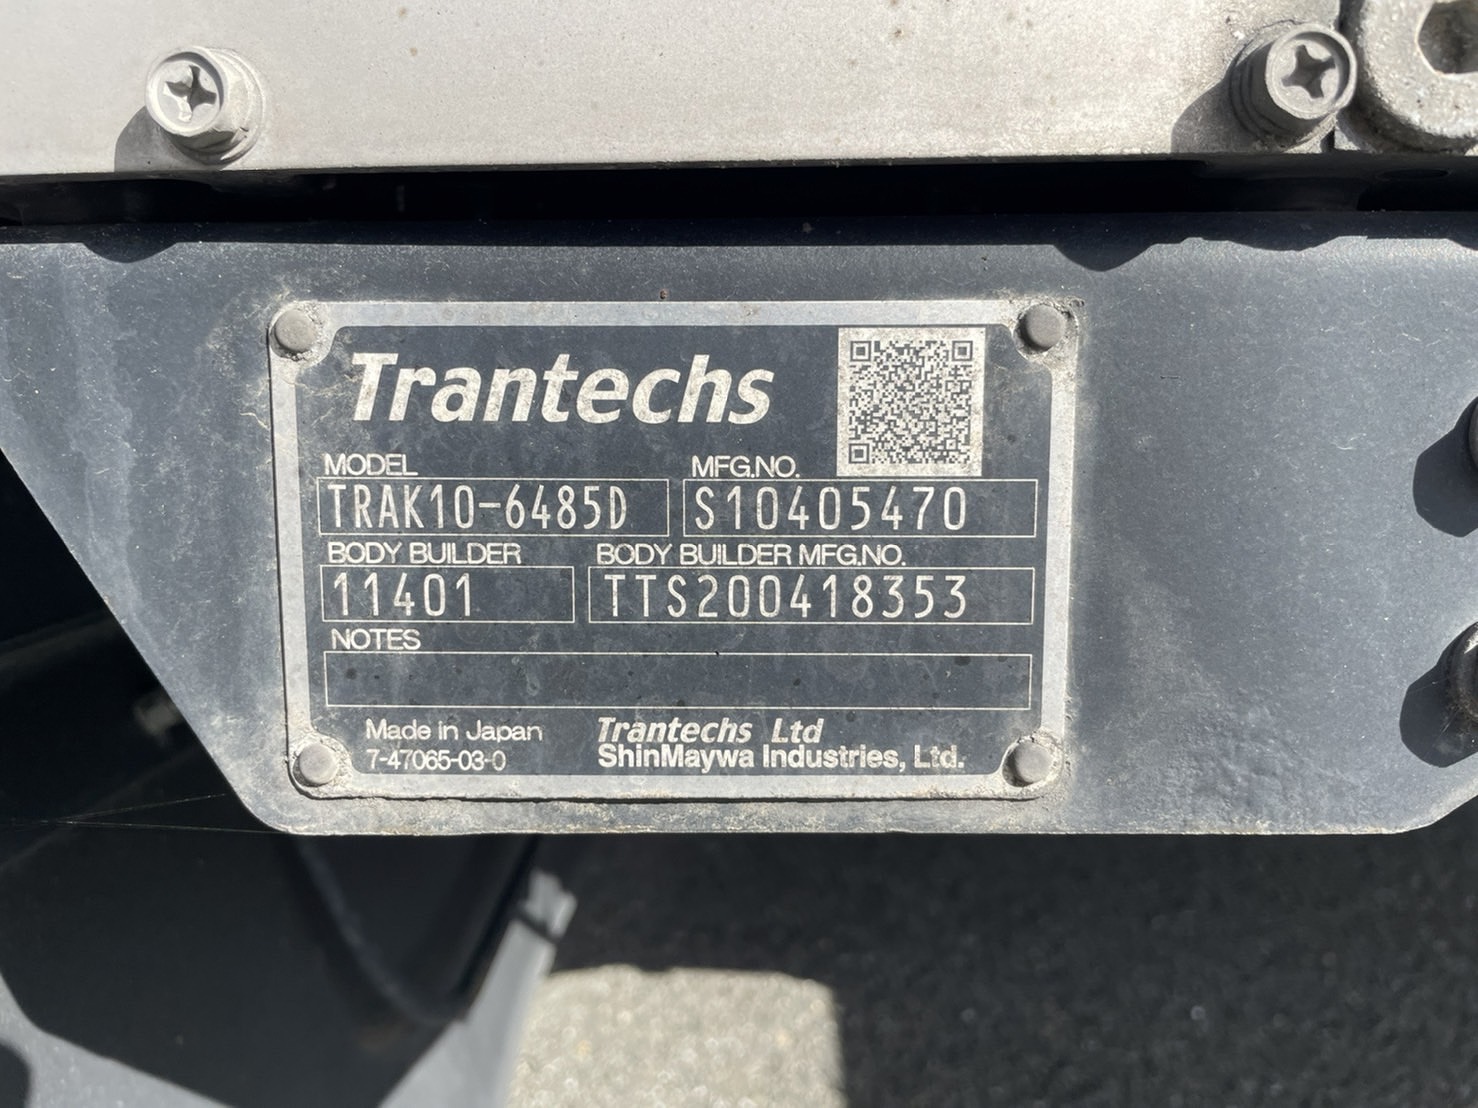 Trantechs
MODEL MFG.NO.
TRAK10-6485D S10405470
BODY BUILDER BODY BUILDER MFG.NO.
11401 TTS200418353
NOTES
Made in Japan Trantechs Ltd
7-47065-03-0 ShinMaywa Industries, Ltd.